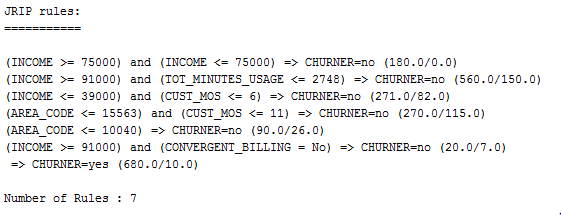 JRIP rules:
===========
(INCOME >= 75000) and (INCOME <= 75000) => CHURNER=no (180.0/0.0)
(INCOME >= 91000) and (TOT_MINUTES_USAGE <= 2748) => CHURNER=no (560.0/150.0)
(INCOME <= 39000) and (CUST_MOS <= 6) => CHURNER=no (271.0/82.0)
(AREA_CODE <= 15563) and (CUST_MOS <= 11) => CHURNER=no (270.0/115.0)
(AREA_CODE <= 10040) => CHURNER=no (90.0/26.0)
(INCOME >= 91000) and (CONVERGENT_BILLING = No) => CHURNER=no (20.0/7.0)
=> CHURNER=yes (680.0/10.0)
Number of Rules : 7